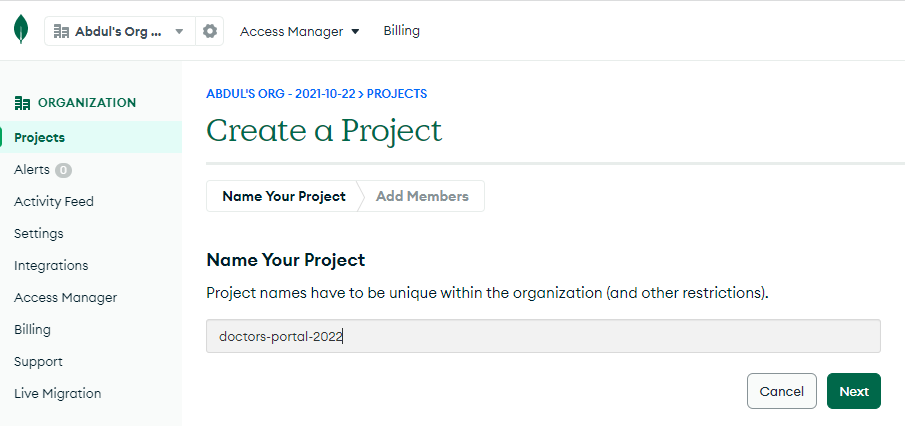 Abdul's Org ...
Access Manager
Billing
ORGANIZATION
Projects
Alerts 0
Activity Feed
Settings
Integrations
Access Manager
Billing
Support
Live Migration
ABDUL'S ORG - 2021-10-22 > PROJECTS
Create a Project
Name Your Project
Add Members
Name Your Project
Project names have to be unique within the organization (and other restrictions).
doctors-portal-2022
Cancel
Next